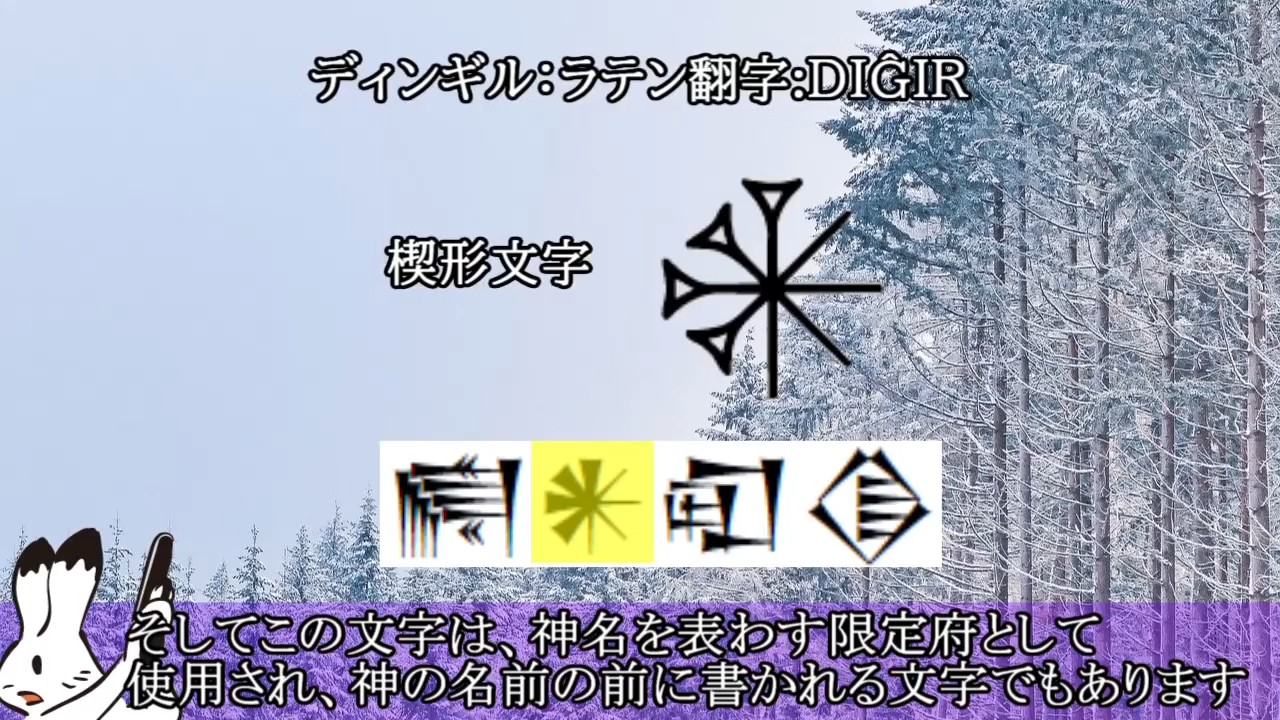 ディンギル：ラテン翻字:DIĜIR
楔形文字
𒀭
そしてこの文字は、神名を表わす限定府として
使用され、神の名前の前に書かれる文字でもあります